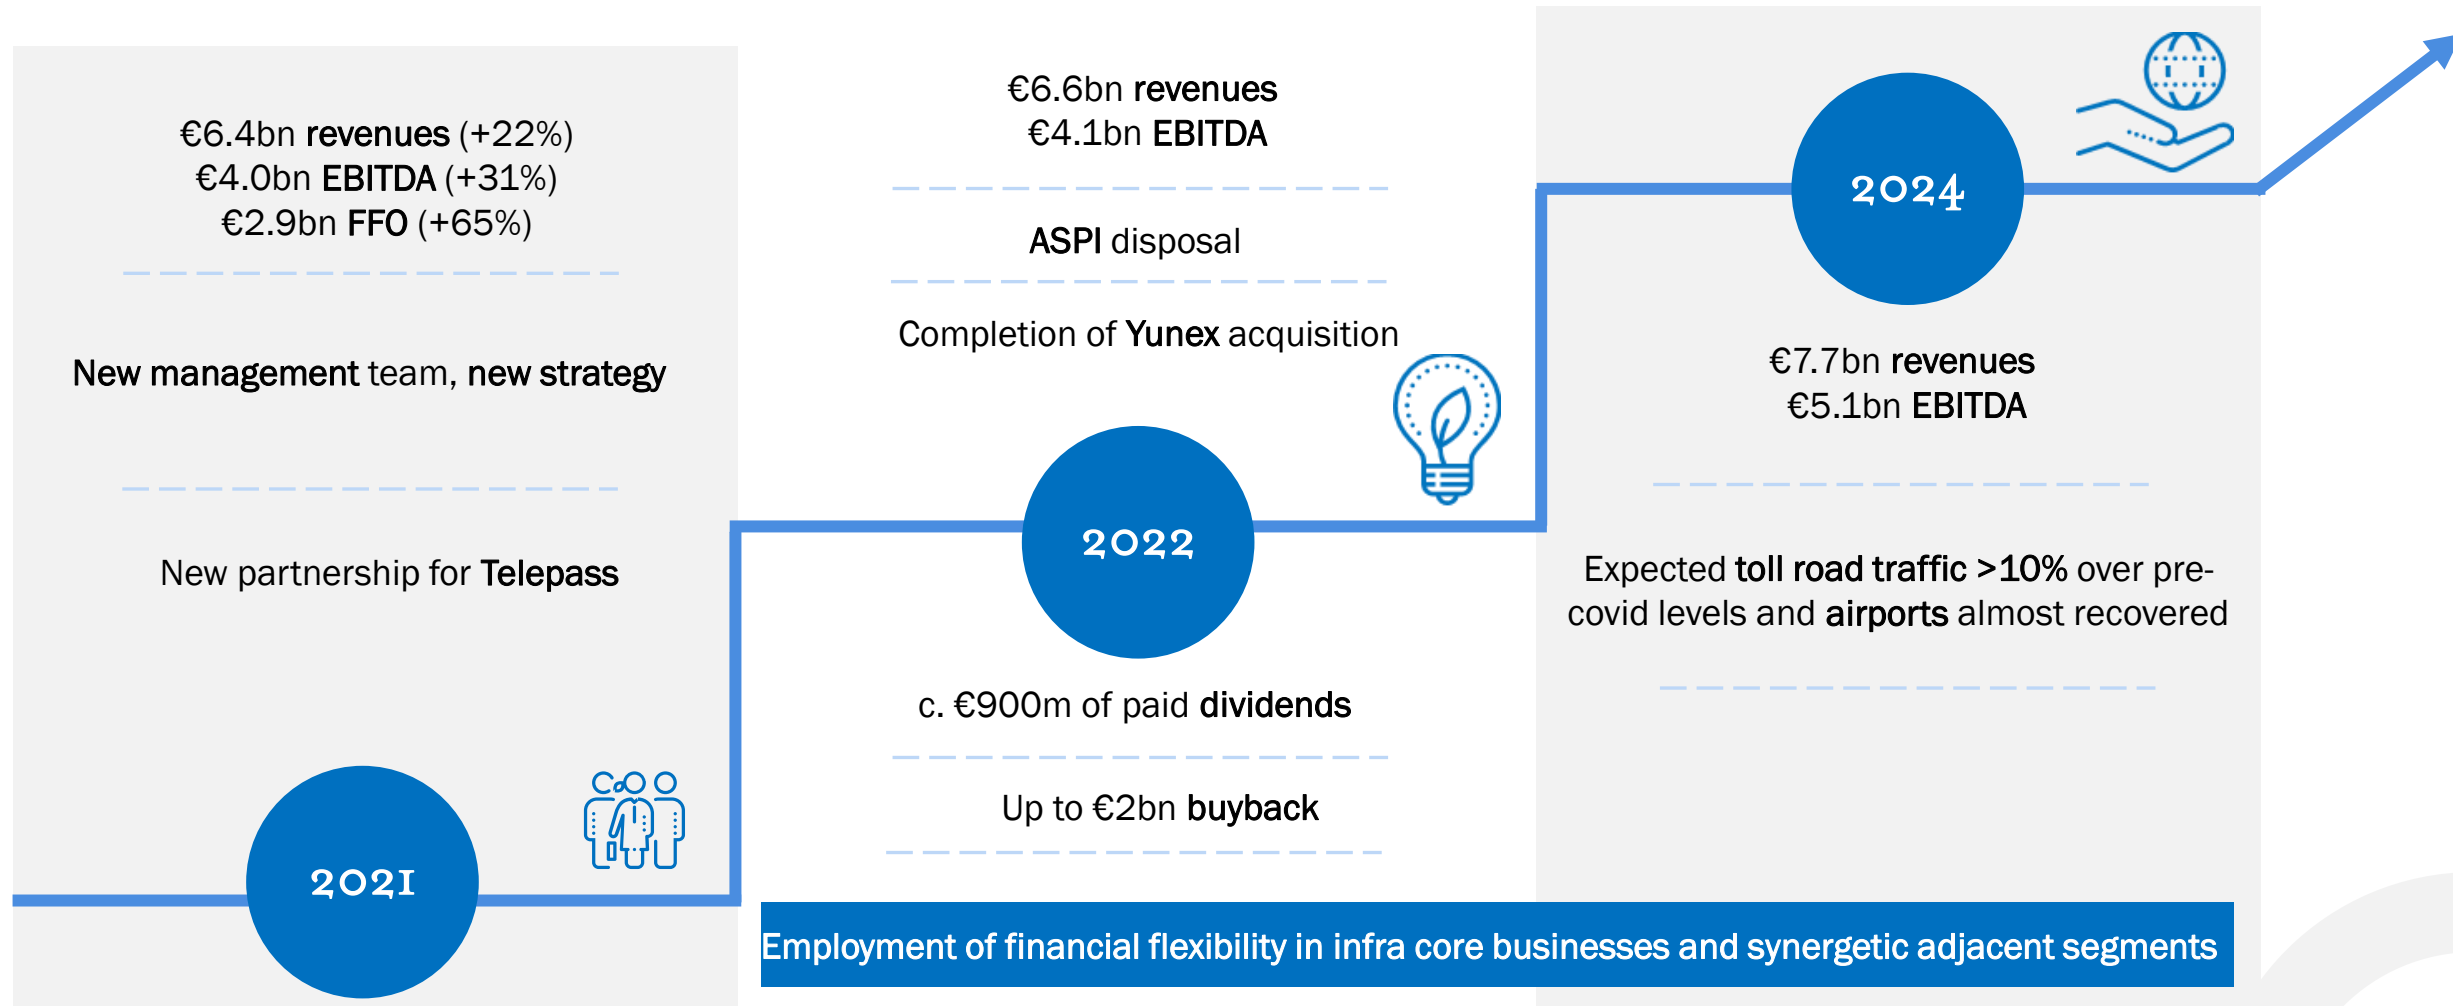 €6.4bn revenues (+22%)
€4.0bn EBITDA (+31%)
€2.9bn FFO (+65%)
New management team, new strategy
New partnership for Telepass
2021
€6.6bn revenues
€4.1bn EBITDA
ASPI disposal
Completion of Yunex acquisition
2022
c. €900m of paid dividends
Up to €2bn buyback
2024
€7.7bn revenues
€5.1bn EBITDA
Expected toll road traffic >10% over pre-
covid levels and airports almost recovered
Employment of financial flexibility in infra core businesses and synergetic adjacent segments